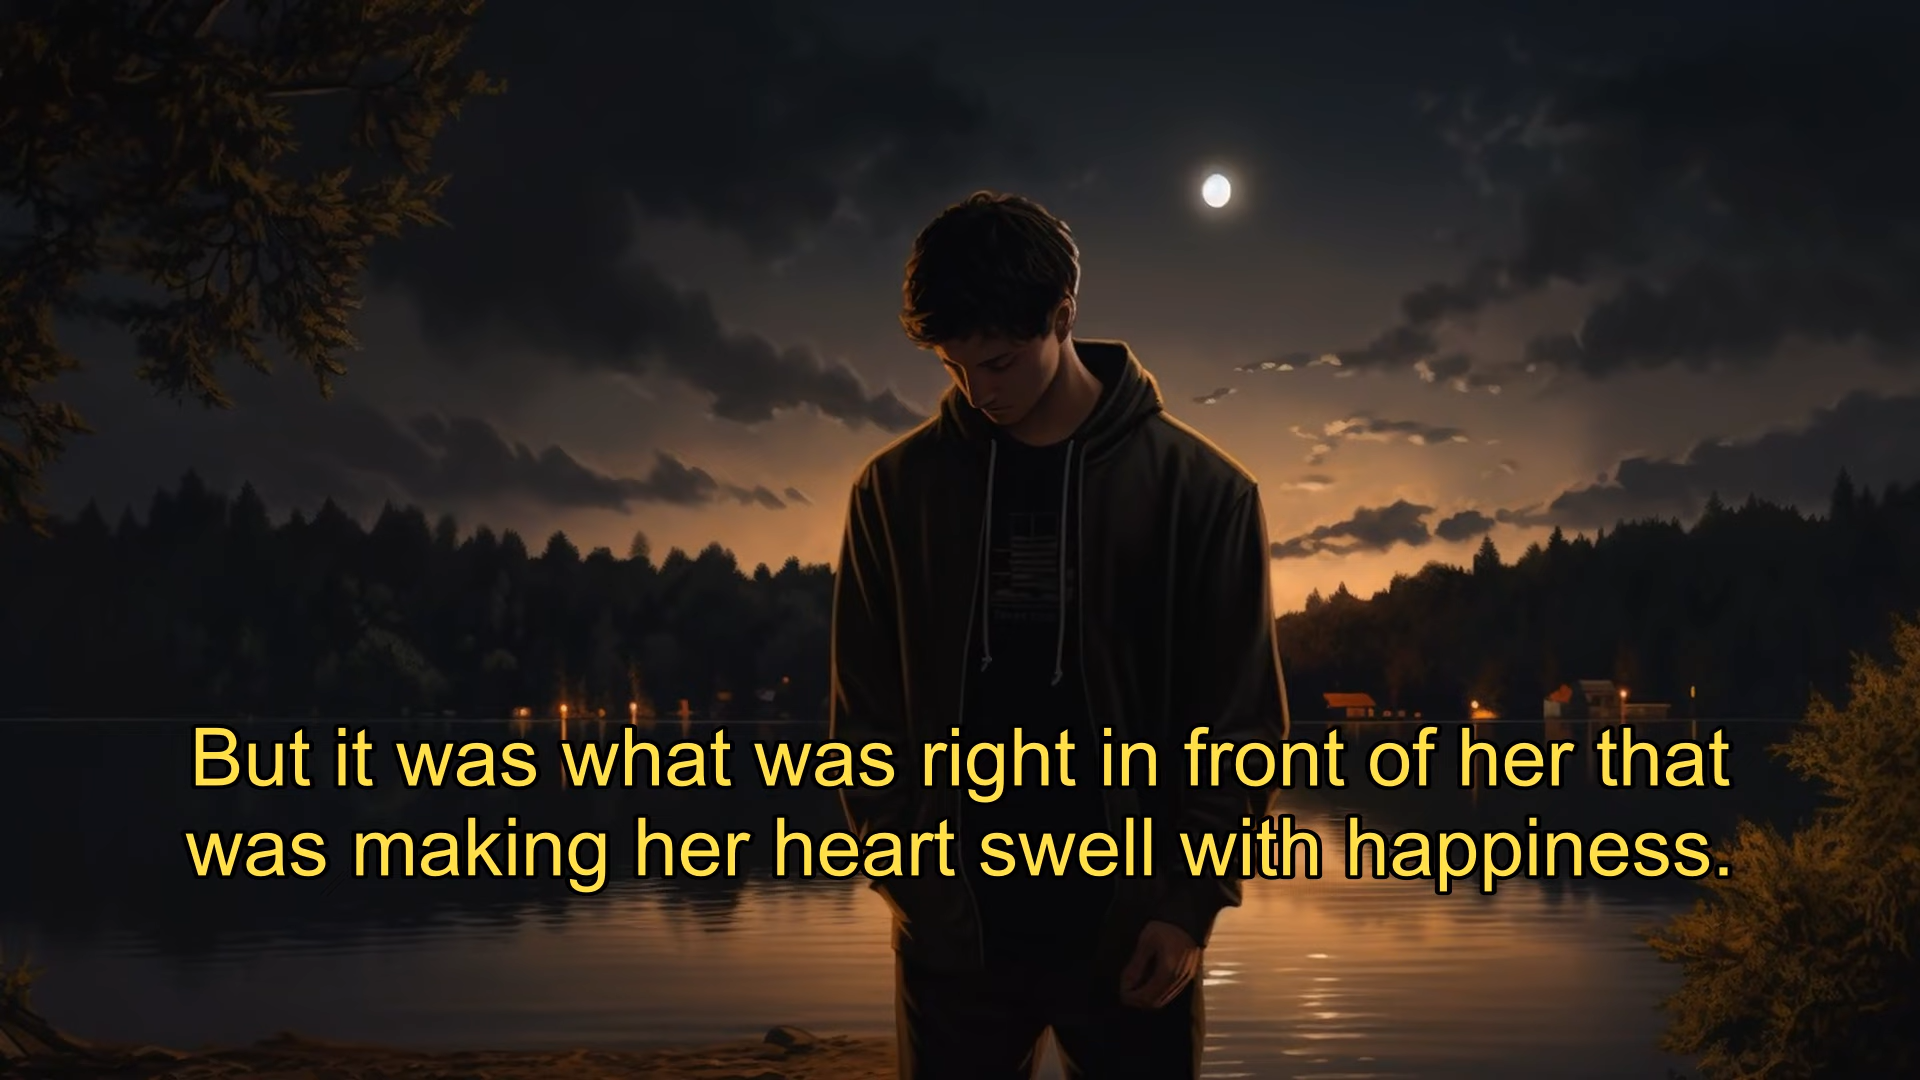 But it was what was right in front of her that
was making her heart swell with happiness.